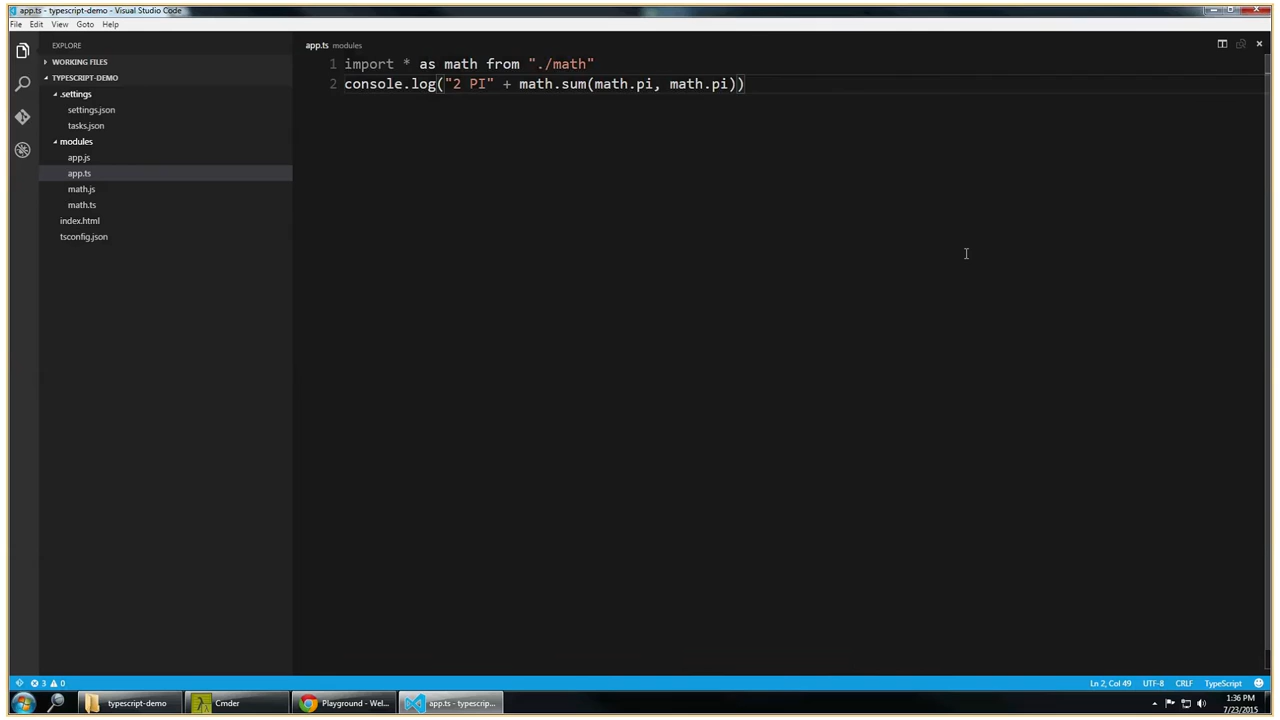 app.ts - typescript-demo - Visual Studio Code
File Edit View Goto Help
EXPLORE
WORKING FILES
TYPESCRIPT-DEMO
.settings
settings.json
tasks.json
modules
app.js
app.ts
math.js
math.ts
index.html
tsconfig.json
app.ts modules
1 import * as math from "./math"
2 console.log("2 PI" + math.sum(math.pi, math.pi))
3 0
Ln 2, Col 49 UTF-8 CRLF TypeScript
typescript-demo Cmder Playground - Wel... app.ts - typescrip...
1:36 PM
7/23/2015